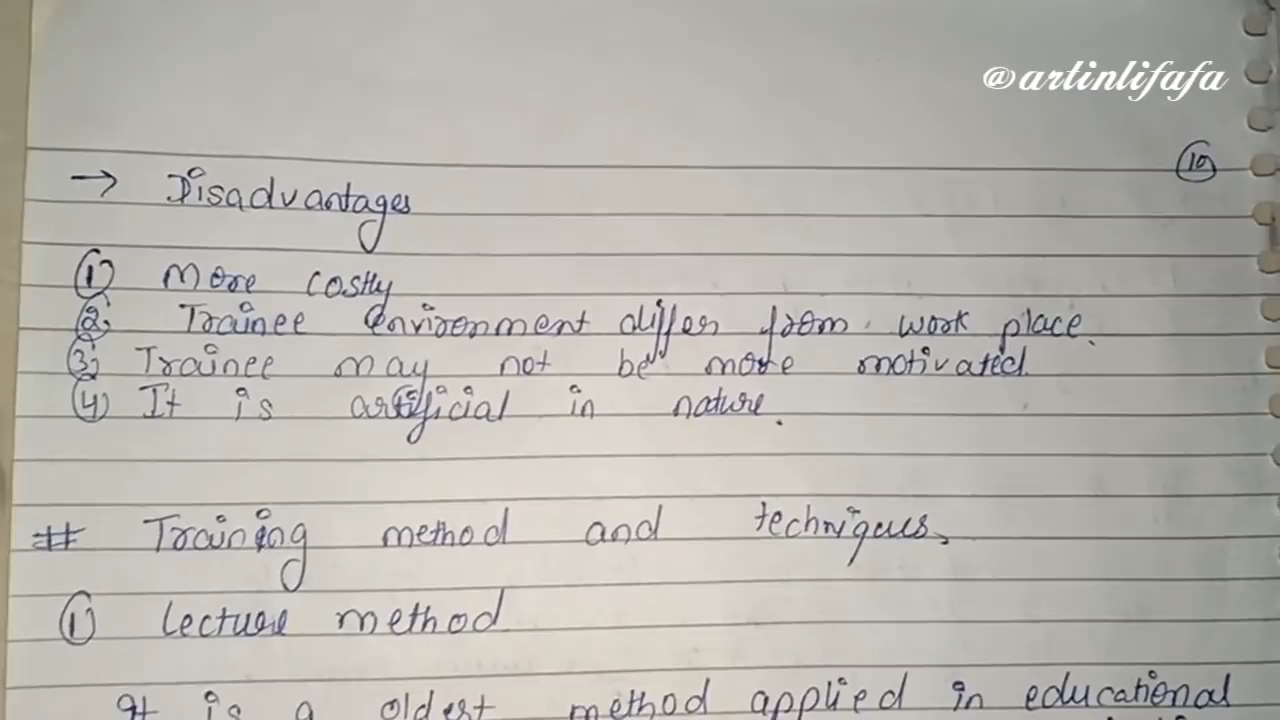 @artinlifafa
10
→ Disadvantages
① More costly
② Trainee environment differ from work place.
③ Trainee may not be more motivated.
④ It is artificial in nature.
# Training method and techniques,
① Lecture method
It is a oldest method applied in educational